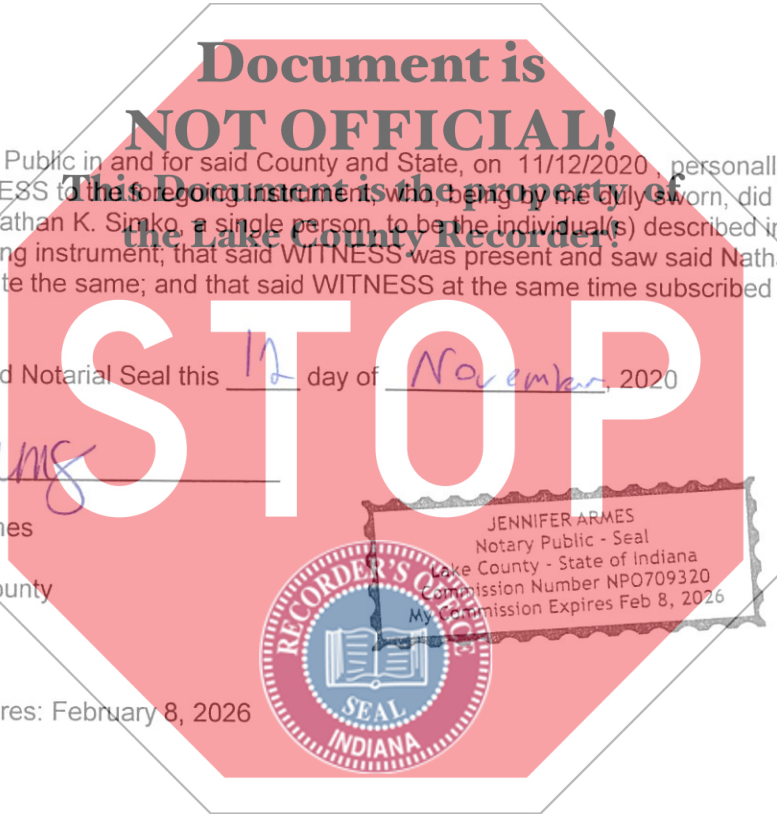 Document is
NOT OFFICIAL!
Public in and for said County and State, on 11/12/2020 , personall
This Document is the property of
ESS to the foregoing instrument, who, being by me duly sworn, did
the Lake County Recorder!
athan K. Simko, a single person, to be the individual(s) described in
ng instrument; that said WITNESS was present and saw said Nath
te the same; and that said WITNESS at the same time subscribed
STOP
d Notarial Seal this 12 day of November, 2020
mes
ounty
JENNIFER ARMES
Notary Public - Seal
Lake County - State of Indiana
Commission Number NP0709320
My Commission Expires Feb 8, 2026
RECORDER'S OFFICE
SEAL
INDIANA
res: February 8, 2026